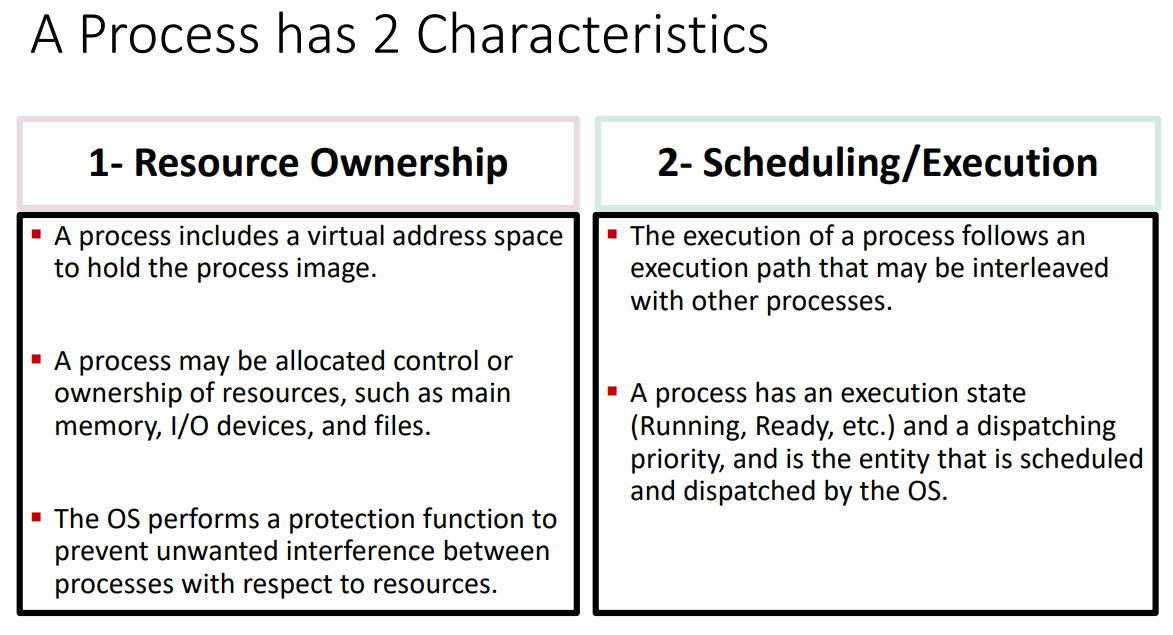 A Process has 2 Characteristics
1- Resource Ownership
▪ A process includes a virtual address space
to hold the process image.
▪ A process may be allocated control or
ownership of resources, such as main
memory, I/O devices, and files.
▪ The OS performs a protection function to
prevent unwanted interference between
processes with respect to resources.
2- Scheduling/Execution
▪ The execution of a process follows an
execution path that may be interleaved
with other processes.
▪ A process has an execution state
(Running, Ready, etc.) and a dispatching
priority, and is the entity that is scheduled
and dispatched by the OS.